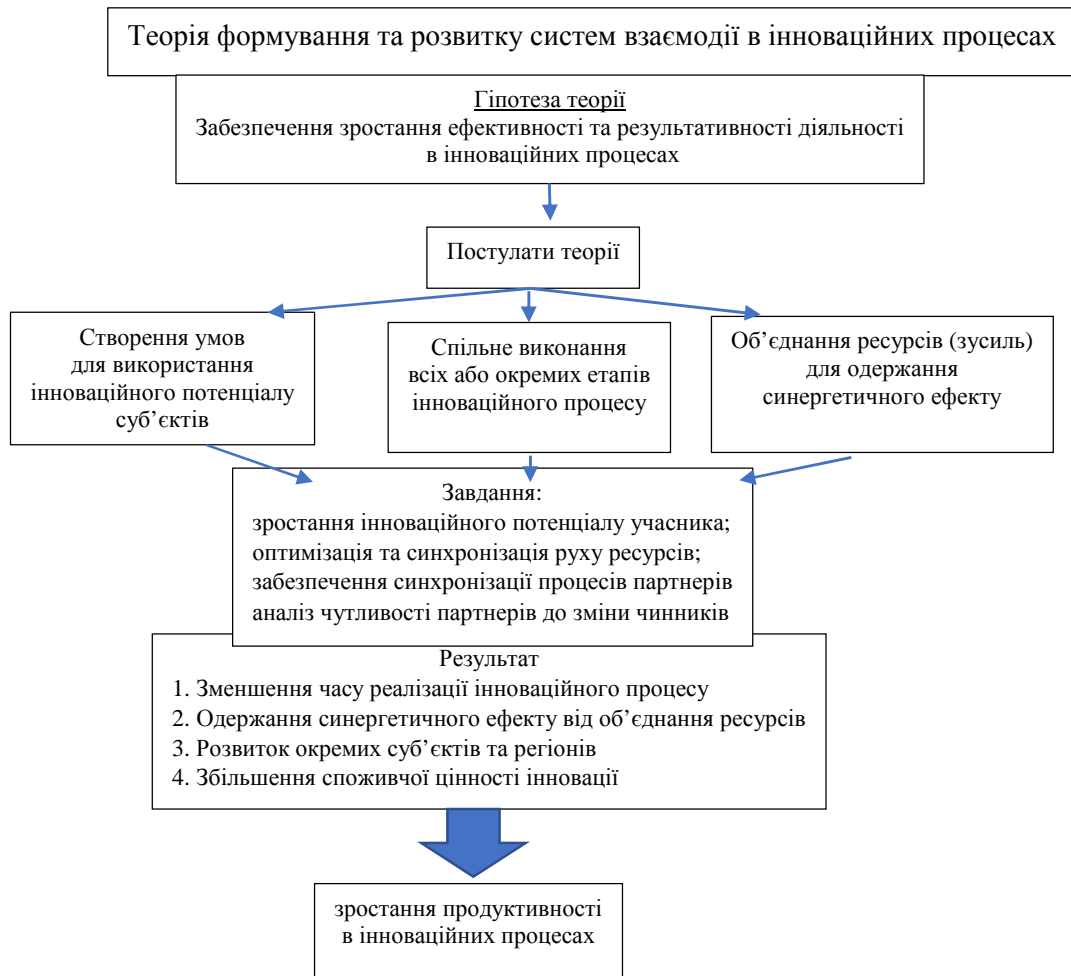 Теорія формування та розвитку систем взаємодії в інноваційних процесах
Гіпотеза теорії
Забезпечення зростання ефективності та результативності діяльності
в інноваційних процесах
Постулати теорії
Створення умов
для використання
інноваційного потенціалу
суб’єктів
Спільне виконання
всіх або окремих етапів
інноваційного процесу
Об’єднання ресурсів (зусиль)
для одержання
синергетичного ефекту
Завдання:
зростання інноваційного потенціалу учасника;
оптимізація та синхронізація руху ресурсів;
забезпечення синхронізації процесів партнерів
аналіз чутливості партнерів до зміни чинників
Результат
1. Зменшення часу реалізації інноваційного процесу
2. Одержання синергетичного ефекту від об’єднання ресурсів
3. Розвиток окремих суб’єктів та регіонів
4. Збільшення споживчої цінності інновації
зростання продуктивності
в інноваційних процесах